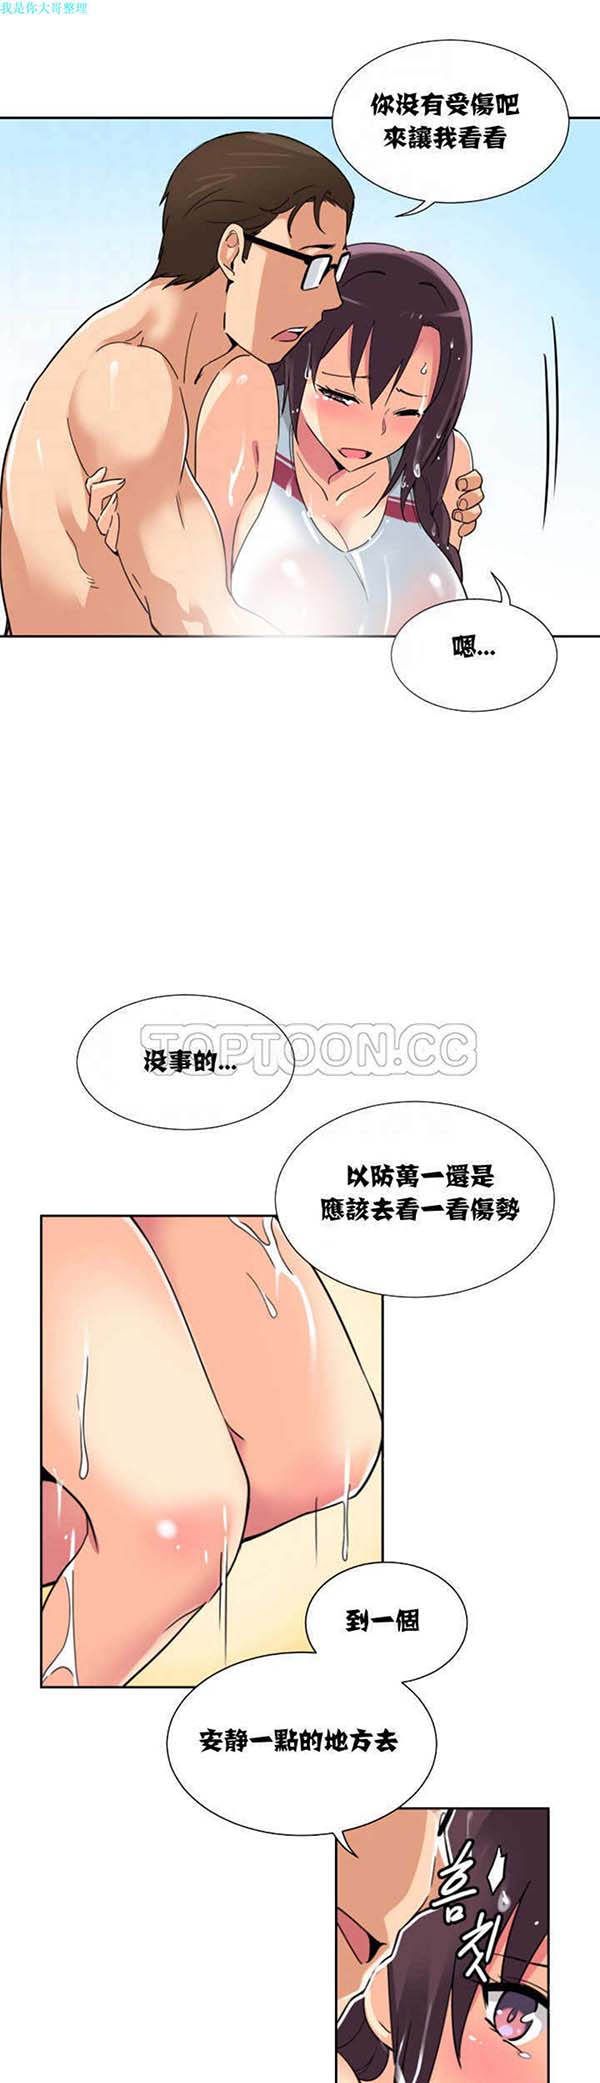 我是你大哥整理
你没有受傷吧
來讓我看看
嗯...
TOPTOON.CC
没事的...
以防萬一還是
應該去看一看傷勢
到一個
安静一點的地方去
흠칫